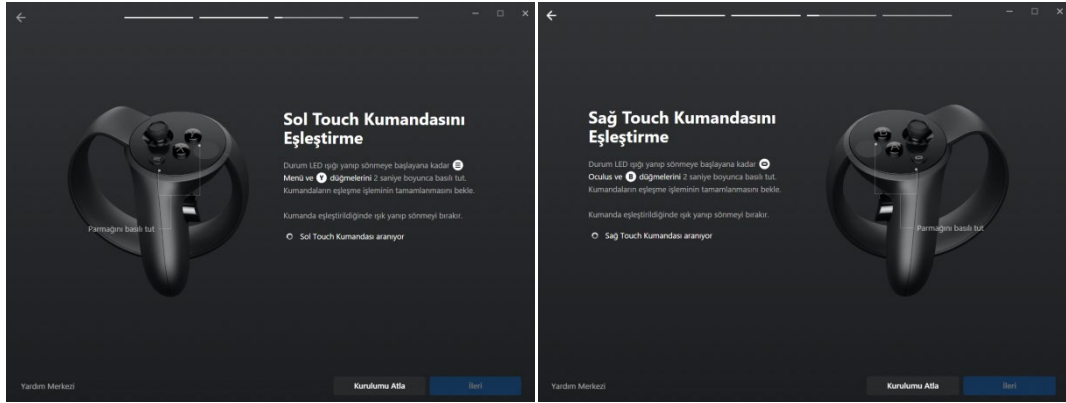 Sol Touch Kumandasını
Eşleştirme
Durum LED ışığı yanıp sönmeye başlayana kadar
Menü ve Y düğmelerini 2 saniye boyunca basılı tut.
Kumandaların eşleşme işleminin tamamlanmasını bekle.
Kumanda eşleştirildiğinde ışık yanıp sönmeyi bırakır.
Parmağını basılı tut
Sol Touch Kumandası aranıyor
Yardım Merkezi
Kurulumu Atla
İleri
Sağ Touch Kumandasını
Eşleştirme
Durum LED ışığı yanıp sönmeye başlayana kadar
Oculus ve B düğmelerini 2 saniye boyunca basılı tut.
Kumandaların eşleşme işleminin tamamlanmasını bekle.
Kumanda eşleştirildiğinde ışık yanıp sönmeyi bırakır.
Parmağını basılı tut
Sağ Touch Kumandası aranıyor
Yardım Merkezi
Kurulumu Atla
İleri